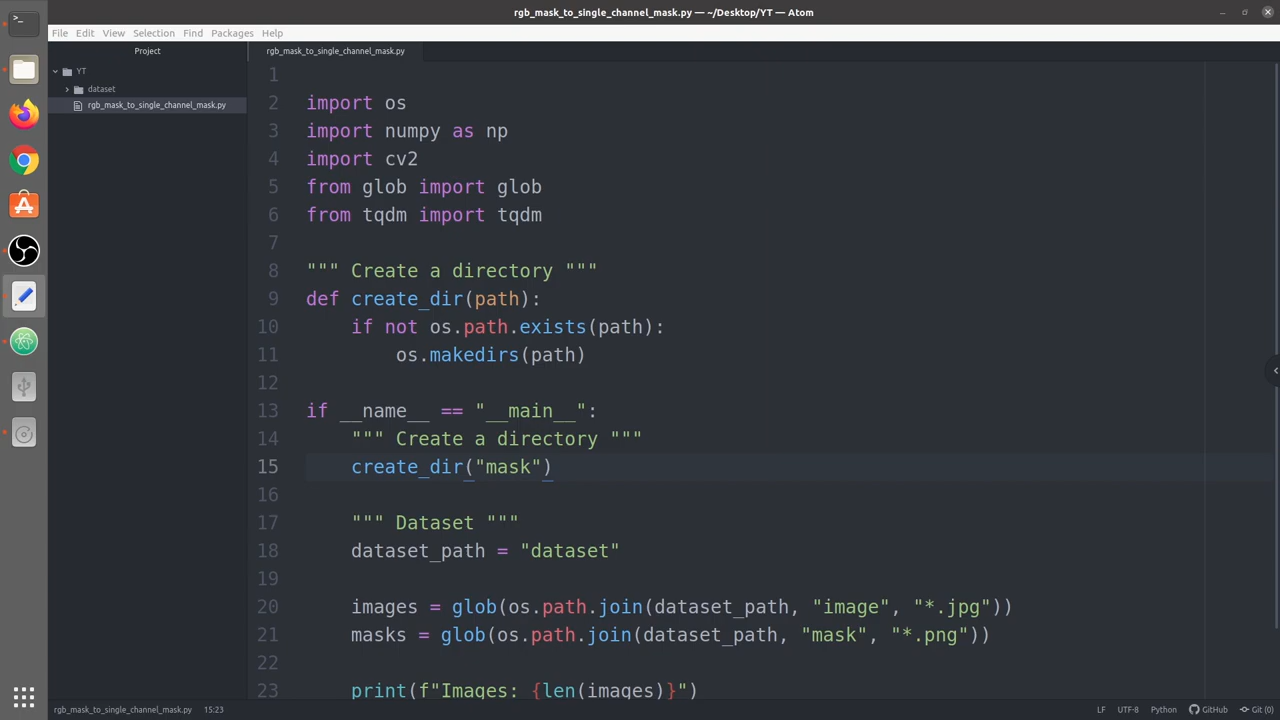 rgb_mask_to_single_channel_mask.py — ~/Desktop/YT — Atom
File Edit View Selection Find Packages Help
Project
YT
dataset
rgb_mask_to_single_channel_mask.py
rgb_mask_to_single_channel_mask.py
1
2 import os
3 import numpy as np
4 import cv2
5 from glob import glob
6 from tqdm import tqdm
7
8 """ Create a directory """
9 def create_dir(path):
10     if not os.path.exists(path):
11         os.makedirs(path)
12
13 if __name__ == "__main__":
14     """ Create a directory """
15     create_dir("mask")
16
17     """ Dataset """
18     dataset_path = "dataset"
19
20     images = glob(os.path.join(dataset_path, "image", "*.jpg"))
21     masks = glob(os.path.join(dataset_path, "mask", "*.png"))
22
23     print(f"Images: {len(images)}")
rgb_mask_to_single_channel_mask.py 15:23 LF UTF-8 Python GitHub Git (0)